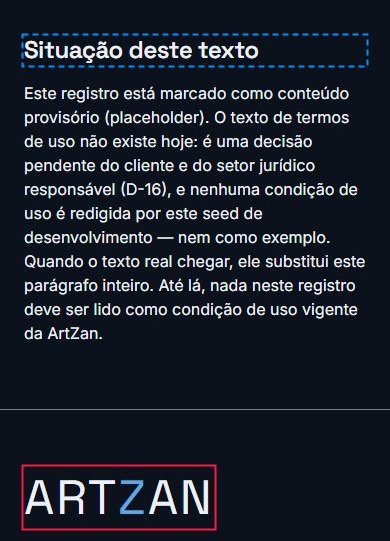 Situação deste texto
Este registro está marcado como conteúdo
provisório (placeholder). O texto de termos
de uso não existe hoje: é uma decisão
pendente do cliente e do setor jurídico
responsável (D-16), e nenhuma condição de
uso é redigida por este seed de
desenvolvimento — nem como exemplo.
Quando o texto real chegar, ele substitui este
parágrafo inteiro. Até lá, nada neste registro
deve ser lido como condição de uso vigente
da ArtZan.
ARTZAN